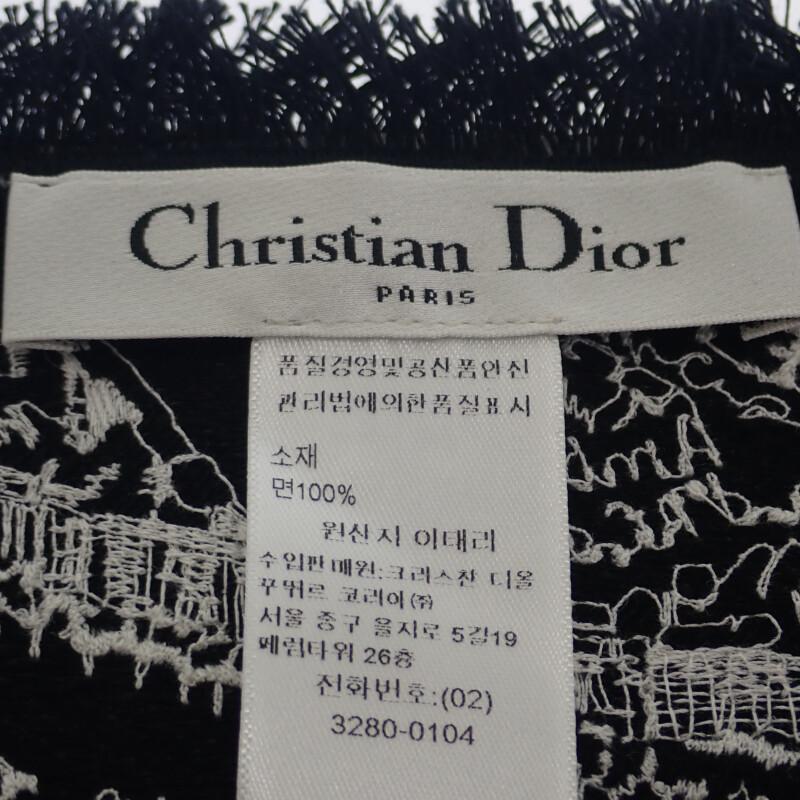 Christian Dior
PARIS
품질경영및공산품안전
관리법에의한품질표시
소재
면100%
원산지 이태리
수입판매원:크리스챤 디올
꾸뛰르 코리아㈜
서울 중구 을지로 5길19
페럼타워 26층
전화번호:(02)
3280-0104